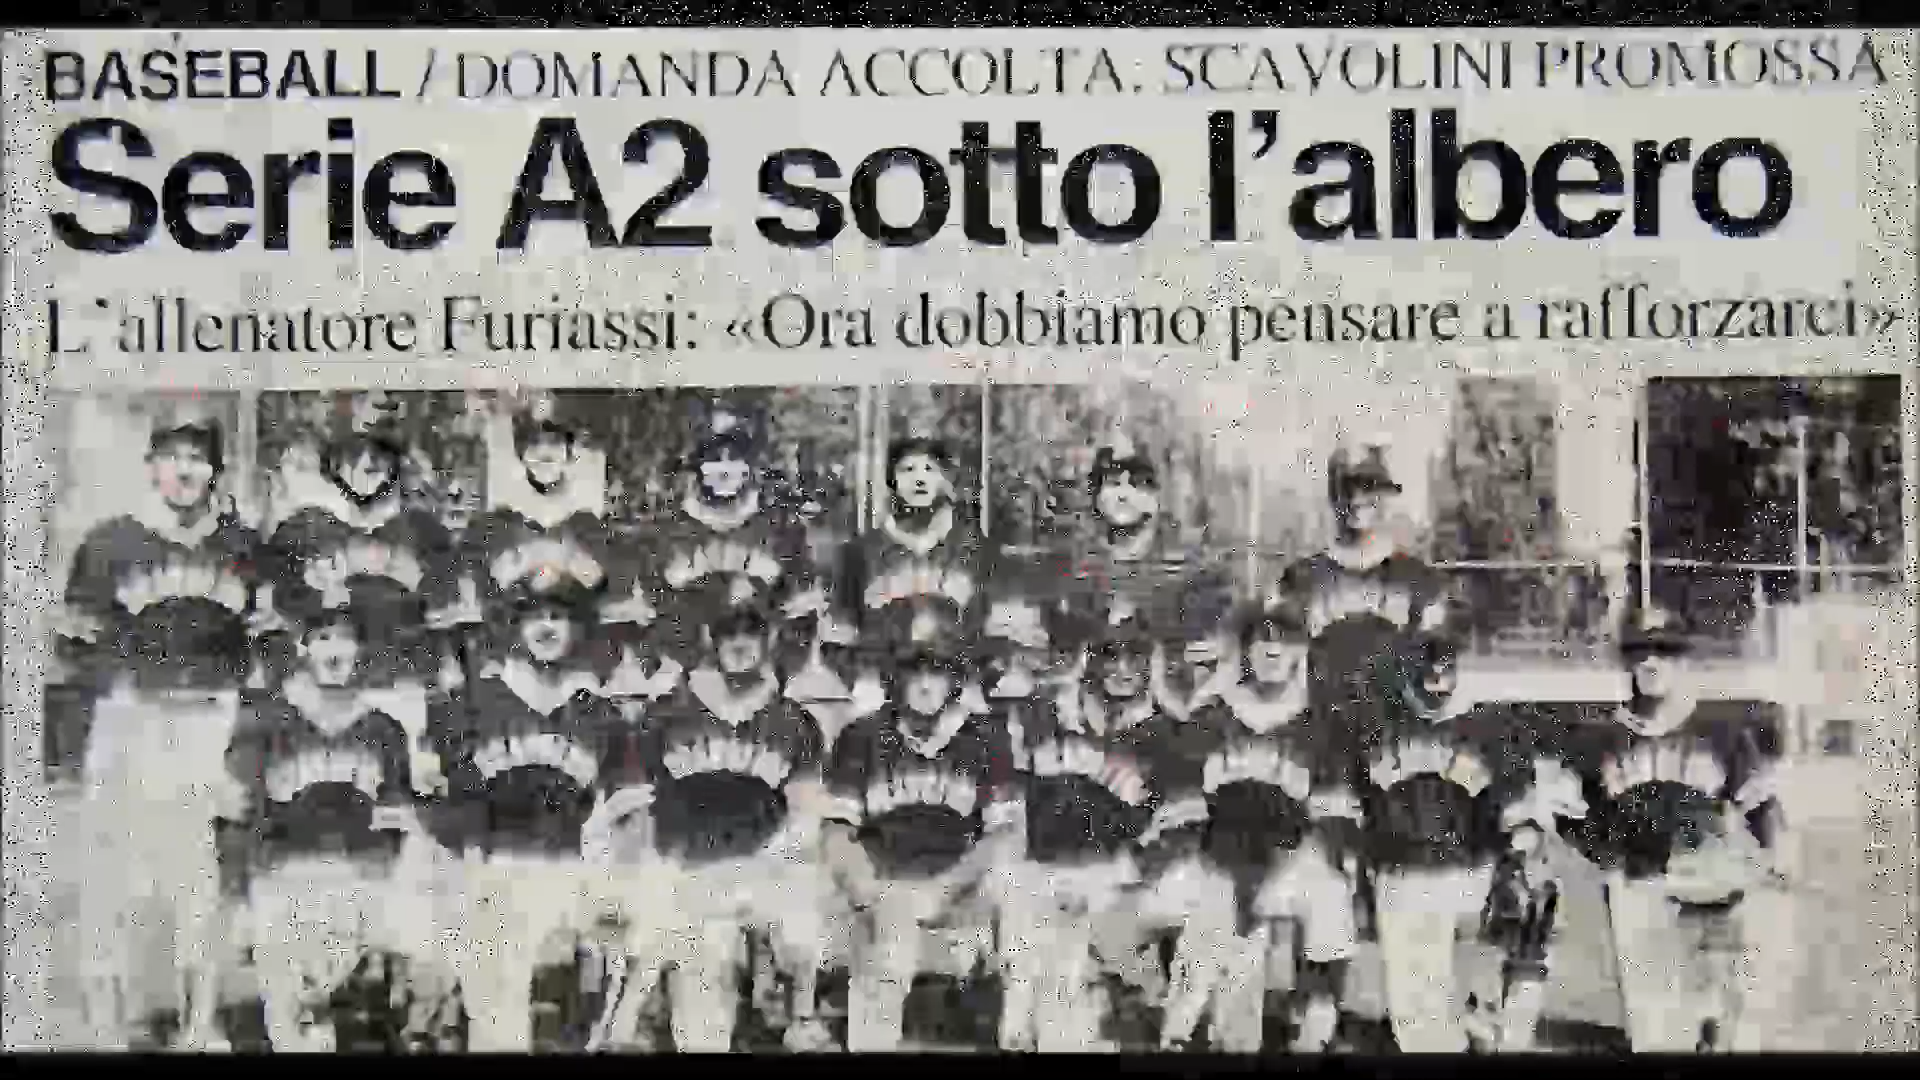 BASEBALL / DOMANDA ACCOLTA: SCAVOLINI PROMOSSA
Serie A2 sotto l'albero
L'allenatore Furiassi: «Ora dobbiamo pensare a rafforzarci»